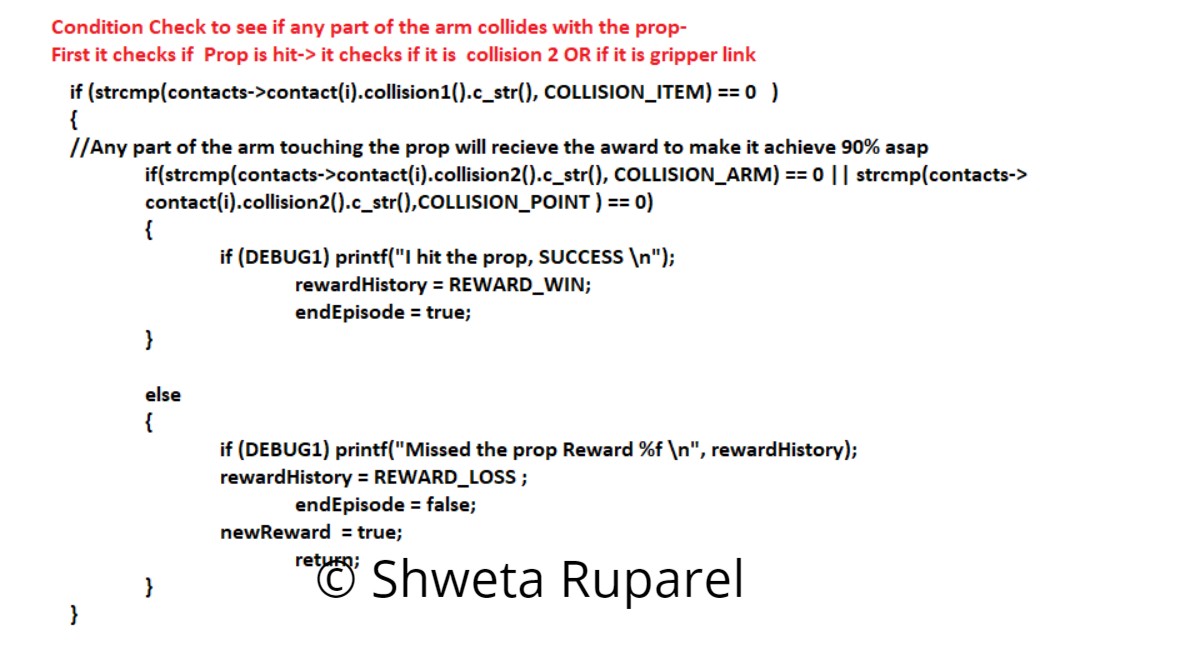 Condition Check to see if any part of the arm collides with the prop-
First it checks if  Prop is hit-> it checks if it is  collision 2 OR if it is gripper link
if (strcmp(contacts->contact(i).collision1().c_str(), COLLISION_ITEM) == 0   )
{
//Any part of the arm touching the prop will recieve the award to make it achieve 90% asap
if(strcmp(contacts->contact(i).collision2().c_str(), COLLISION_ARM) == 0 || strcmp(contacts->
contact(i).collision2().c_str(),COLLISION_POINT ) == 0)
{
if (DEBUG1) printf("I hit the prop, SUCCESS \n");
rewardHistory = REWARD_WIN;
endEpisode = true;
}
else
{
if (DEBUG1) printf("Missed the prop Reward %f \n", rewardHistory);
rewardHistory = REWARD_LOSS ;
endEpisode = false;
newReward  = true;
return;
© Shweta Ruparel
}
}